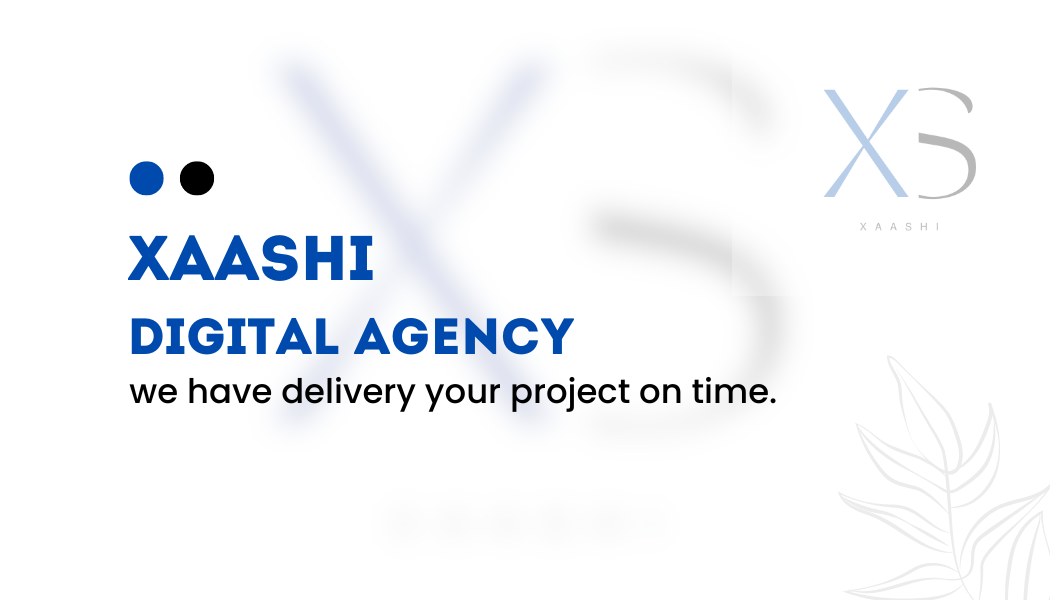 XS
XAASHI
XAASHI
DIGITAL AGENCY
we have delivery your project on time.